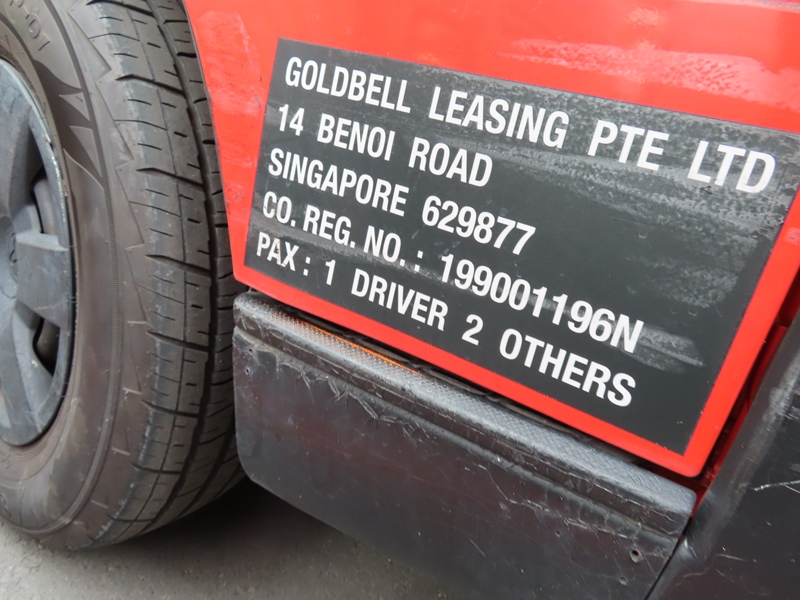 GOLDBELL LEASING PTE LTD
14 BENOI ROAD
SINGAPORE 629877
CO. REG. NO. : 199001196N
PAX : 1 DRIVER 2 OTHERS